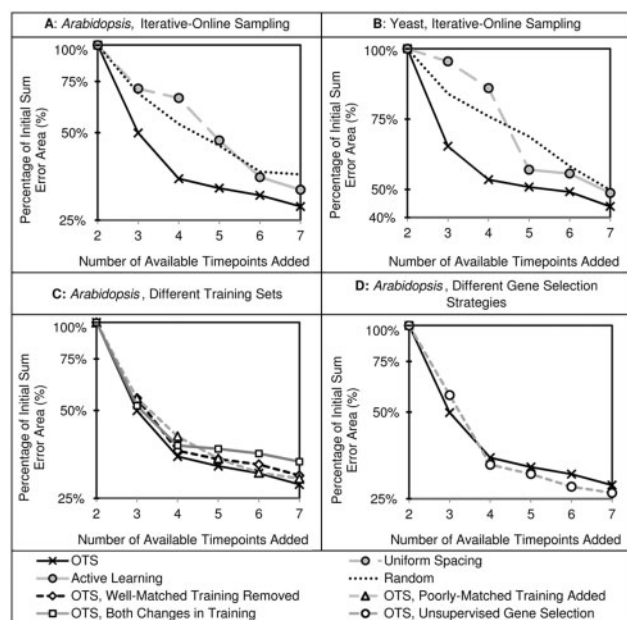 A: Arabidopsis, Iterative-Online Sampling
Percentage of Initial Sum
Error Area (%)
100%
75%
50%
25%
2 3 4 5 6 7
Number of Available Timepoints Added
B: Yeast, Iterative-Online Sampling
Percentage of Initial Sum
Error Area (%)
100%
75%
50%
40%
2 3 4 5 6 7
Number of Available Timepoints Added
C: Arabidopsis, Different Training Sets
Percentage of Initial Sum
Error Area (%)
100%
75%
50%
25%
2 3 4 5 6 7
Number of Available Timepoints Added
D: Arabidopsis, Different Gene Selection
Strategies
Percentage of Initial Sum
Error Area (%)
100%
75%
50%
25%
2 3 4 5 6 7
Number of Available Timepoints Added
OTS
Active Learning
OTS, Well-Matched Training Removed
OTS, Both Changes in Training
Uniform Spacing
Random
OTS, Poorly-Matched Training Added
OTS, Unsupervised Gene Selection